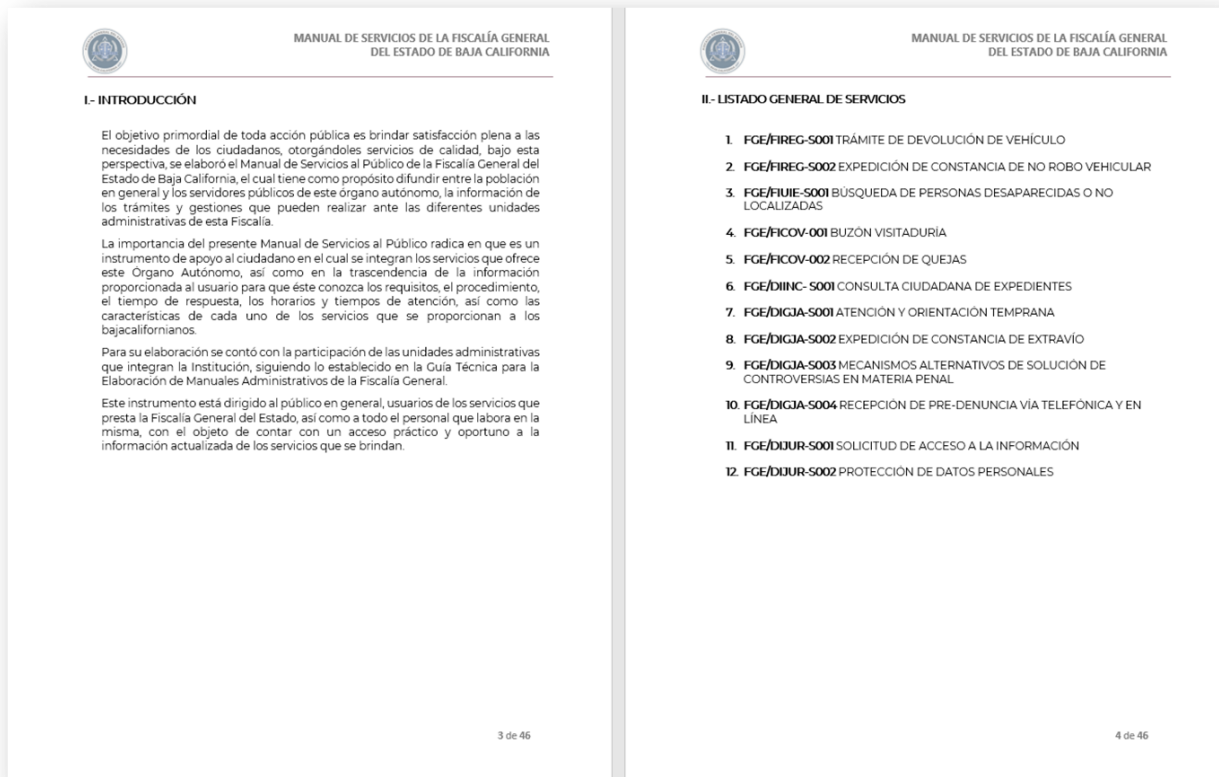 MANUAL DE SERVICIOS DE LA FISCALÍA GENERAL
DEL ESTADO DE BAJA CALIFORNIA
I.- INTRODUCCIÓN
El objetivo primordial de toda acción pública es brindar satisfacción plena a las
necesidades de los ciudadanos, otorgándoles servicios de calidad, bajo esta
perspectiva, se elaboró el Manual de Servicios al Público de la Fiscalía General del
Estado de Baja California, el cual tiene como propósito difundir entre la población
en general y los servidores públicos de este órgano autónomo, la información de
los trámites y gestiones que pueden realizar ante las diferentes unidades
administrativas de esta Fiscalía.
La importancia del presente Manual de Servicios al Público radica en que es un
instrumento de apoyo al ciudadano en el cual se integran los servicios que ofrece
este Órgano Autónomo, así como en la trascendencia de la información
proporcionada al usuario para que éste conozca los requisitos, el procedimiento,
el tiempo de respuesta, los horarios y tiempos de atención, así como las
características de cada uno de los servicios que se proporcionan a los
bajacalifornianos.
Para su elaboración se contó con la participación de las unidades administrativas
que integran la Institución, siguiendo lo establecido en la Guía Técnica para la
Elaboración de Manuales Administrativos de la Fiscalía General.
Este instrumento está dirigido al público en general, usuarios de los servicios que
presta la Fiscalía General del Estado, así como a todo el personal que labora en la
misma, con el objeto de contar con un acceso práctico y oportuno a la
información actualizada de los servicios que se brindan.
3 de 46
MANUAL DE SERVICIOS DE LA FISCALÍA GENERAL
DEL ESTADO DE BAJA CALIFORNIA
II.- LISTADO GENERAL DE SERVICIOS
1. FGE/FIREG-S001 TRÁMITE DE DEVOLUCIÓN DE VEHÍCULO
2. FGE/FIREG-S002 EXPEDICIÓN DE CONSTANCIA DE NO ROBO VEHICULAR
3. FGE/FIUIE-S001 BÚSQUEDA DE PERSONAS DESAPARECIDAS O NO
LOCALIZADAS
4. FGE/FICOV-001 BUZÓN VISITADURÍA
5. FGE/FICOV-002 RECEPCIÓN DE QUEJAS
6. FGE/DIINC- S001 CONSULTA CIUDADANA DE EXPEDIENTES
7. FGE/DIGJA-S001 ATENCIÓN Y ORIENTACIÓN TEMPRANA
8. FGE/DIGJA-S002 EXPEDICIÓN DE CONSTANCIA DE EXTRAVÍO
9. FGE/DIGJA-S003 MECANISMOS ALTERNATIVOS DE SOLUCIÓN DE
CONTROVERSIAS EN MATERIA PENAL
10. FGE/DIGJA-S004 RECEPCIÓN DE PRE-DENUNCIA VÍA TELEFÓNICA Y EN
LÍNEA
11. FGE/DIJUR-S001 SOLICITUD DE ACCESO A LA INFORMACIÓN
12. FGE/DIJUR-S002 PROTECCIÓN DE DATOS PERSONALES
4 de 46